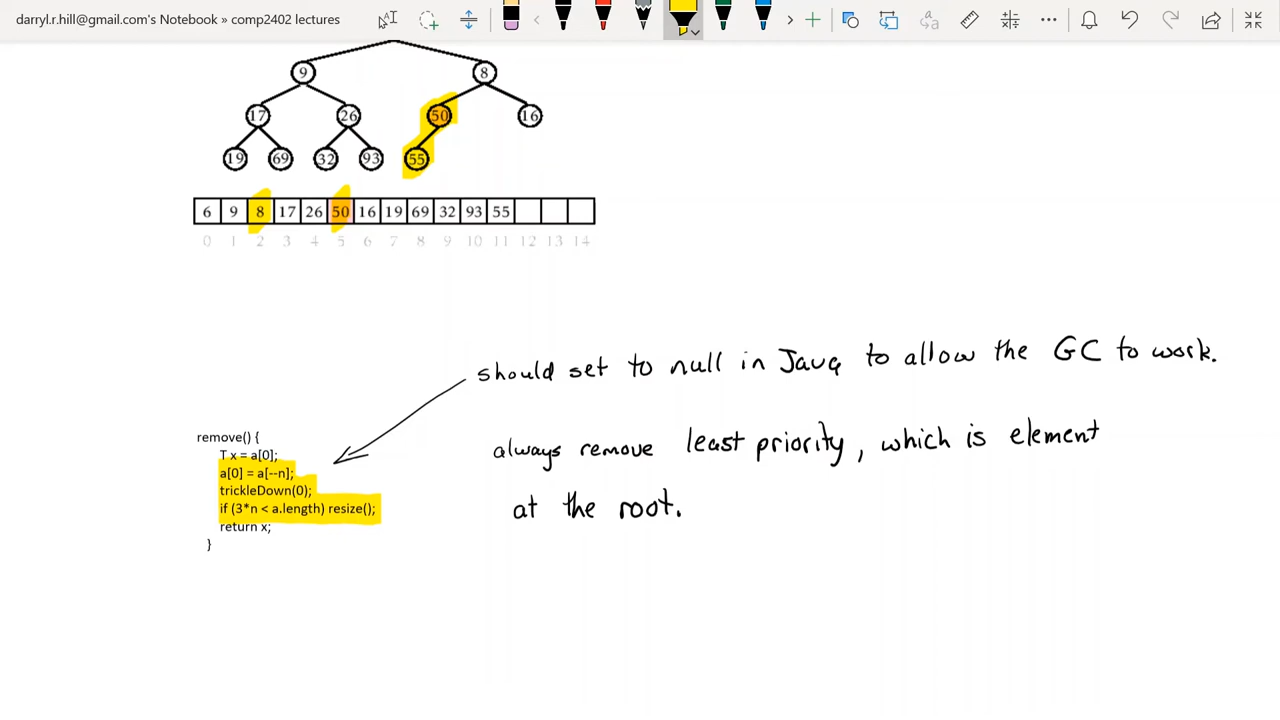 darryl.r.hill@gmail.com's Notebook » comp2402 lectures
9 8
17 26 50 16
19 69 32 93 55
6 9 8 17 26 50 16 19 69 32 93 55
0 1 2 3 4 5 6 7 8 9 10 11 12 13 14
should set to null in Java to allow the GC to work.
remove() {
T x = a[0];
a[0] = a[--n];
trickleDown(0);
if (3*n < a.length) resize();
return x;
}
always remove least priority, which is element
at the root.